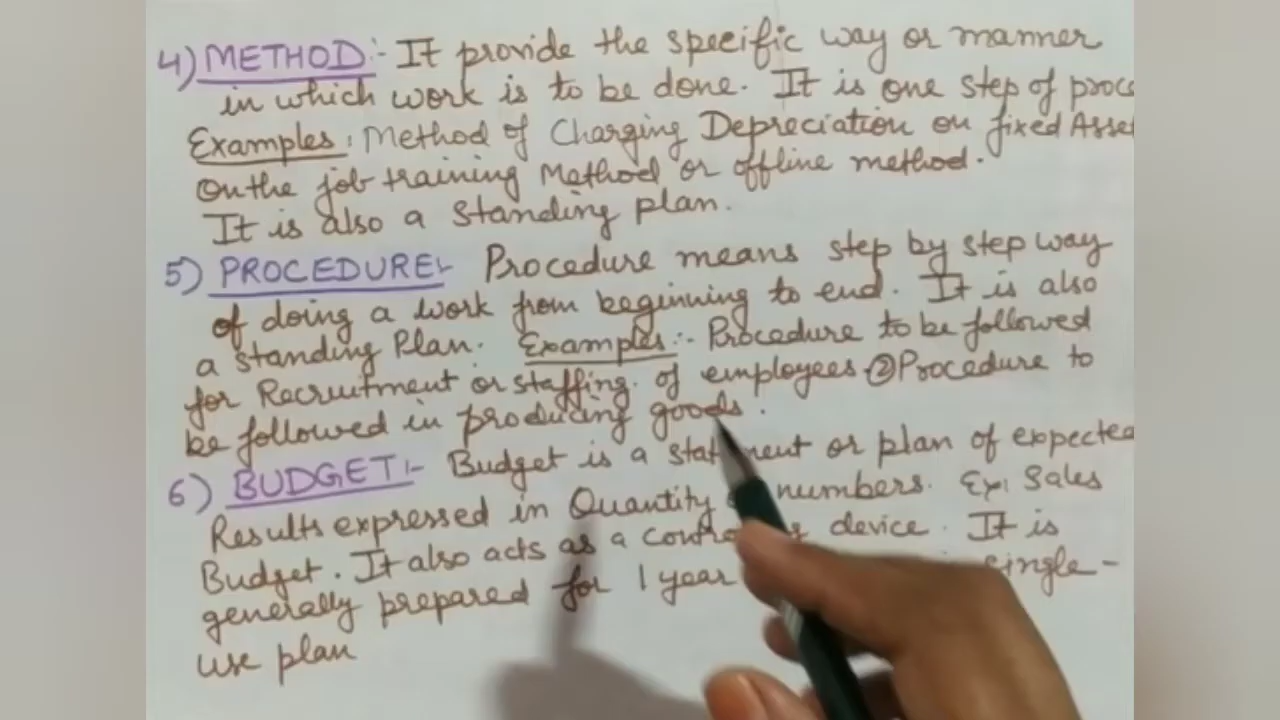 4) METHOD:- It provide the specific way or manner
in which work is to be done. It is one step of
Examples: Method of Charging Depreciation on fixed
On the job training Method or offline method.
It is also a standing plan.
5) PROCEDURE:- Procedure means step by step way
of doing a work from beginning to end. It is also
a standing Plan. Examples:- Procedure to be followed
for Recruitment or staffing of employees ② Procedure to
be followed in producing goods.
6) BUDGET:- Budget is a or plan of expected
Results expressed in Quantity numbers. Ex: Sales
Budget. It also acts as a device. It is
generally prepared for 1 year single-
use plan